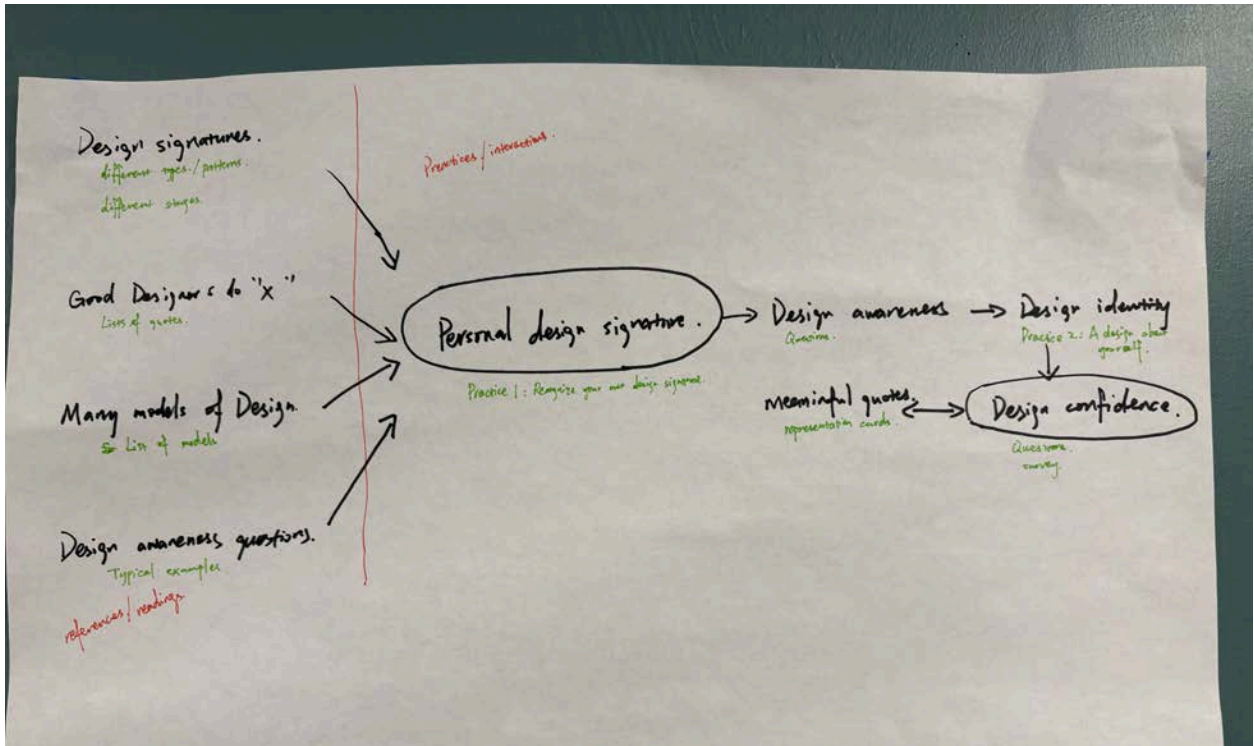 Design signatures.
different types/patterns.
different stages.
Good Designers do "X"
Lists of quotes.
Many models of Design.
List of models
Design awareness questions.
Typical examples
references/readings
Practices/interactions.
Personal design signature.
Practice 1: Recognize your own design signature.
Design awareness
Questions.
Design identity
Practice 2: A design about
yourself.
meaninful quotes.
representation cards.
Design confidence.
Questions
survey.